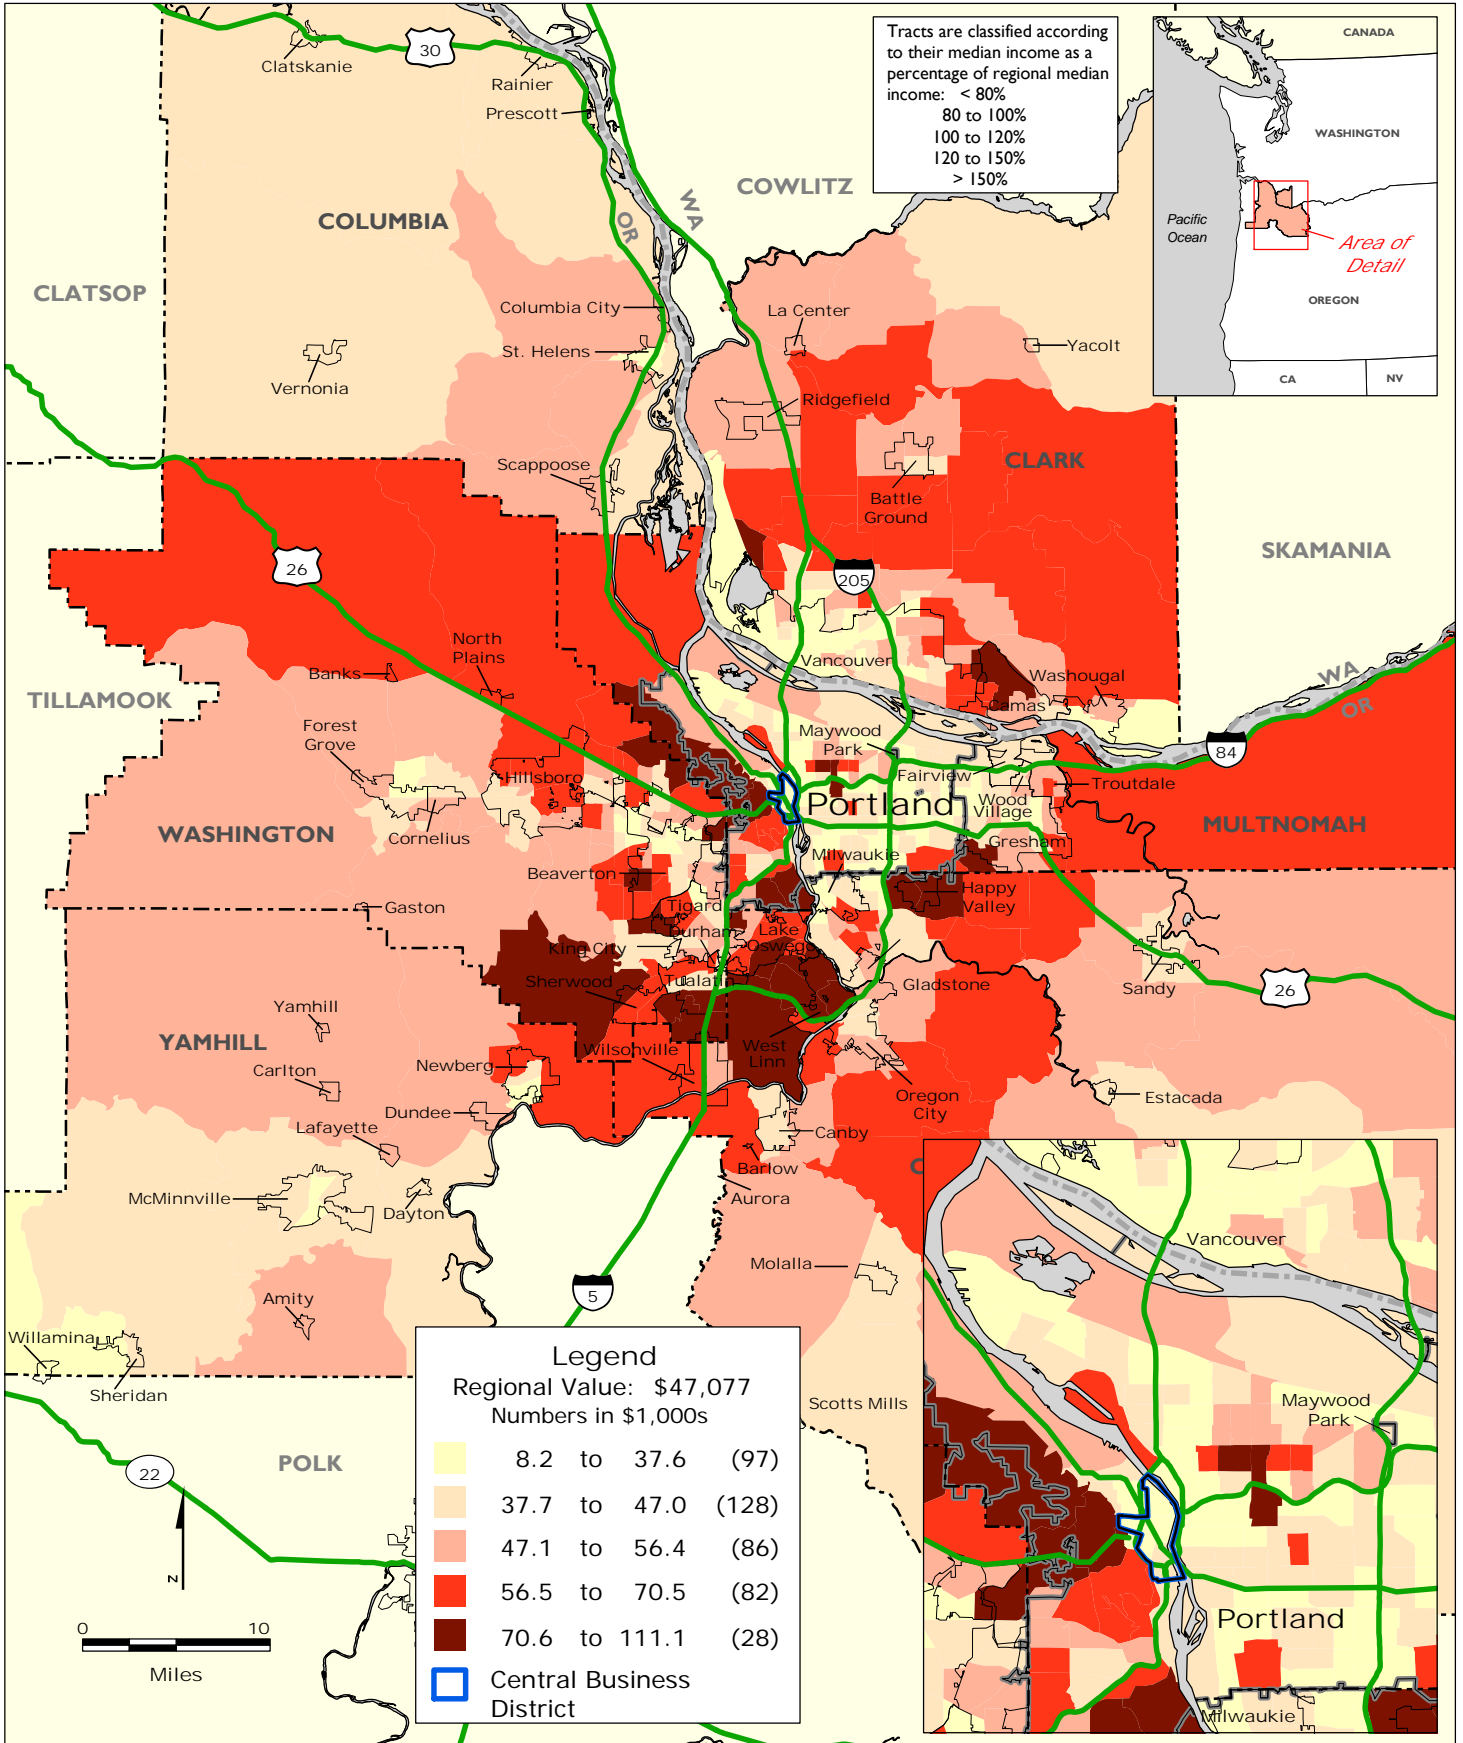 Tracts are classified according
to their median income as a
percentage of regional median
income: < 80%
80 to 100%
100 to 120%
120 to 150%
> 150%
CANADA
WASHINGTON
Pacific
Ocean
Area of
Detail
OREGON
CA
NV
30
Clatskanie
Rainier
Prescott
COWLITZ
WA
OR
COLUMBIA
CLATSOP
Columbia City
La Center
St. Helens
Yacolt
Vernonia
Ridgefield
Scappoose
CLARK
Battle
Ground
SKAMANIA
26
205
North
Plains
Vancouver
Banks
Washougal
WA
OR
TILLAMOOK
Camas
Forest
Grove
Maywood
Park
84
Hillsboro
Fairview
Troutdale
Portland
Wood
Village
WASHINGTON
Cornelius
MULTNOMAH
Gresham
Milwaukie
Beaverton
Happy
Valley
Gaston
Tigard
Durham
Lake
Oswego
King City
Sherwood
Tualatin
Gladstone
Sandy
26
Yamhill
YAMHILL
Wilsonville
West
Linn
Newberg
Carlton
Oregon
City
Estacada
Dundee
Lafayette
Canby
Barlow
C
Aurora
McMinnville
Dayton
Molalla
5
Amity
Willamina
Sheridan
Scotts Mills
POLK
22
N
0 10
Miles
Legend
Regional Value: $47,077
Numbers in $1,000s
8.2 to 37.6 (97)
37.7 to 47.0 (128)
47.1 to 56.4 (86)
56.5 to 70.5 (82)
70.6 to 111.1 (28)
Central Business
District
Vancouver
Maywood
Park
Portland
Milwaukie